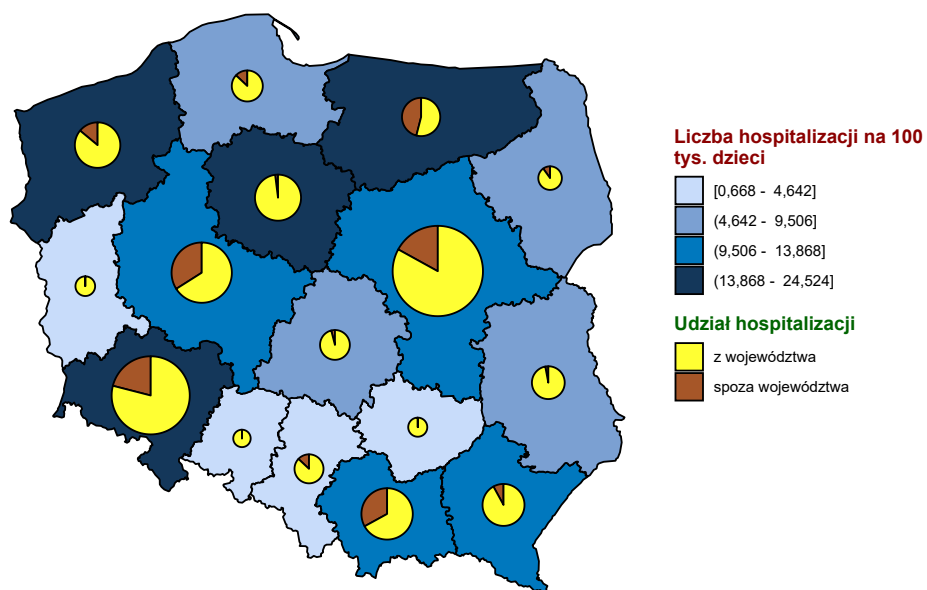 Liczba hospitalizacji na 100
tys. dzieci
[0,668 - 4,642]
(4,642 - 9,506]
(9,506 - 13,868]
(13,868 - 24,524]
Udział hospitalizacji
z województwa
spoza województwa